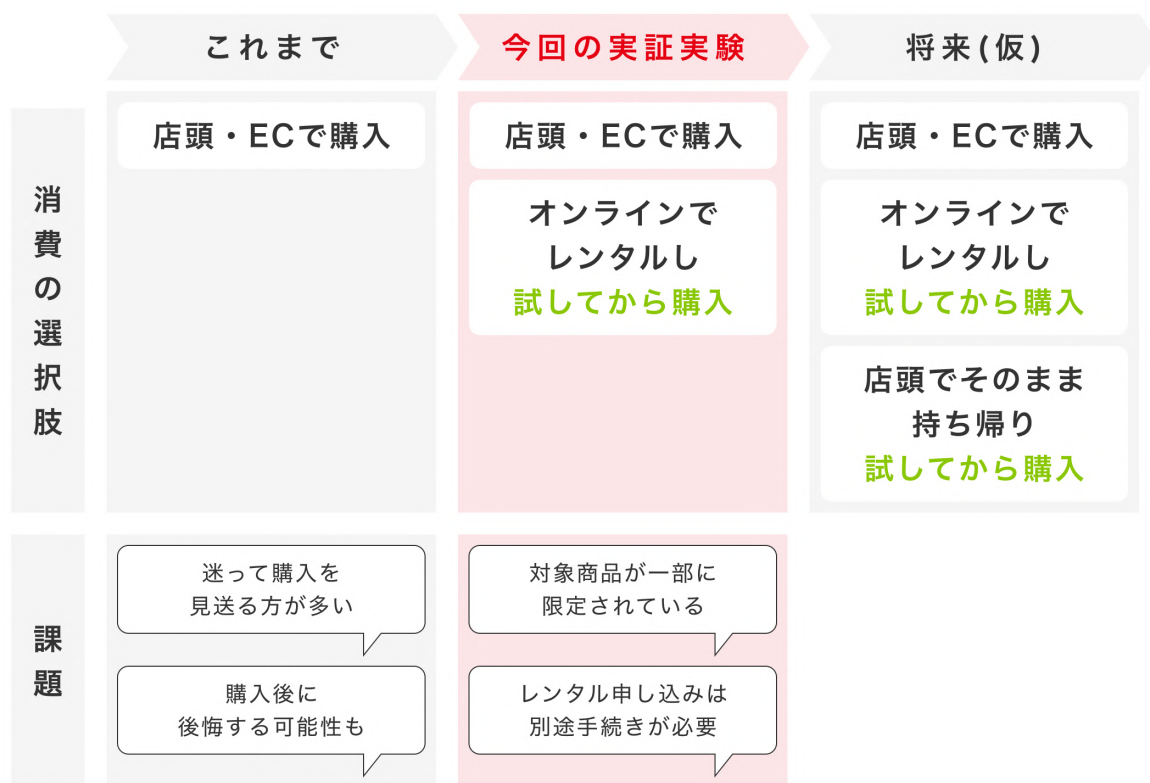 これまで
今回の実証実験
将来(仮)
消費の選択肢
店頭・ECで購入
店頭・ECで購入
オンラインで
レンタルし
試してから購入
店頭・ECで購入
オンラインで
レンタルし
試してから購入
店頭でそのまま
持ち帰り
試してから購入
課題
迷って購入を
見送る方が多い
購入後に
後悔する可能性も
対象商品が一部に
限定されている
レンタル申し込みは
別途手続きが必要